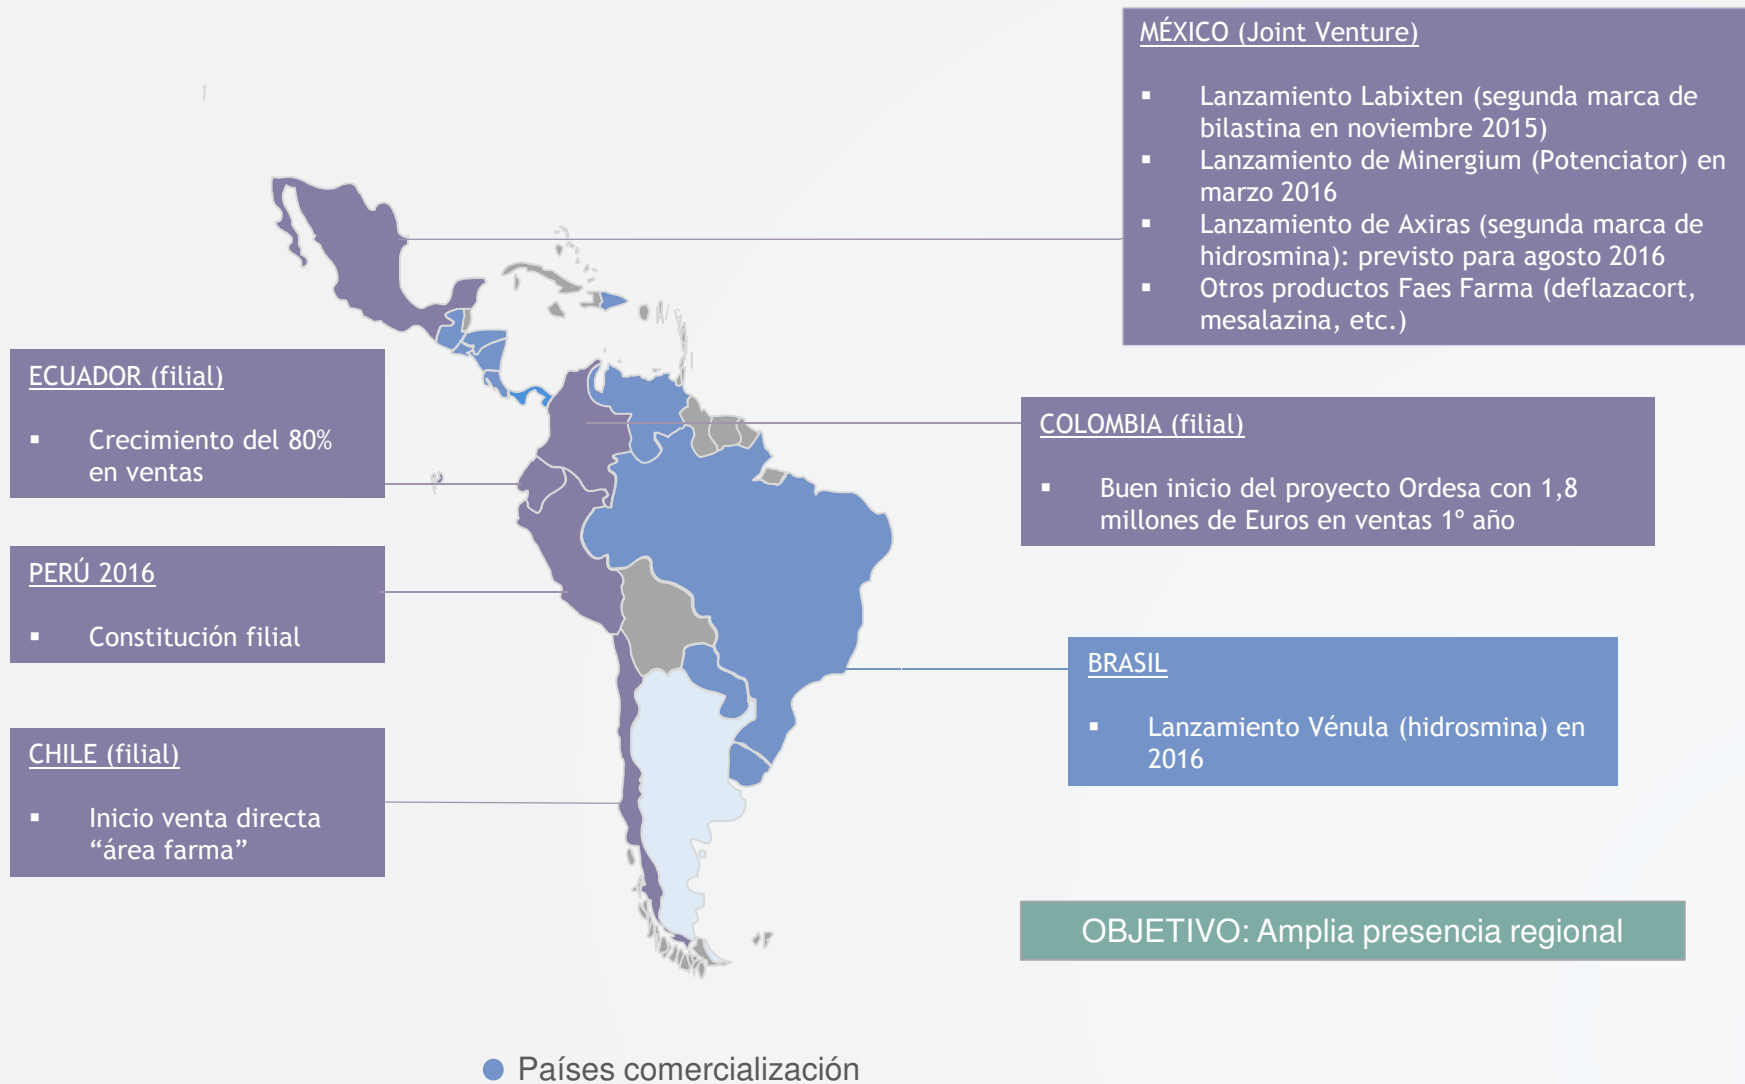 MÉXICO (Joint Venture)
▪ Lanzamiento Labixten (segunda marca de
bilastina en noviembre 2015)
▪ Lanzamiento de Minergium (Potenciator) en
marzo 2016
▪ Lanzamiento de Axiras (segunda marca de
hidrosmina): previsto para agosto 2016
▪ Otros productos Faes Farma (deflazacort,
mesalazina, etc.)
ECUADOR (filial)
▪ Crecimiento del 80%
en ventas
COLOMBIA (filial)
▪ Buen inicio del proyecto Ordesa con 1,8
millones de Euros en ventas 1º año
PERÚ 2016
▪ Constitución filial
BRASIL
▪ Lanzamiento Vénula (hidrosmina) en
2016
CHILE (filial)
▪ Inicio venta directa
“área farma”
OBJETIVO: Amplia presencia regional
Países comercialización